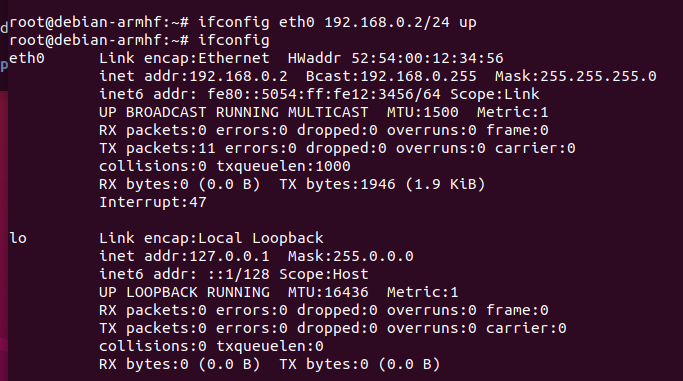 root@debian-armhf:~# ifconfig eth0 192.168.0.2/24 up
root@debian-armhf:~# ifconfig
eth0      Link encap:Ethernet  HWaddr 52:54:00:12:34:56
          inet addr:192.168.0.2  Bcast:192.168.0.255  Mask:255.255.255.0
          inet6 addr: fe80::5054:ff:fe12:3456/64 Scope:Link
          UP BROADCAST RUNNING MULTICAST  MTU:1500  Metric:1
          RX packets:0 errors:0 dropped:0 overruns:0 frame:0
          TX packets:11 errors:0 dropped:0 overruns:0 carrier:0
          collisions:0 txqueuelen:1000
          RX bytes:0 (0.0 B)  TX bytes:1946 (1.9 KiB)
          Interrupt:47

lo        Link encap:Local Loopback
          inet addr:127.0.0.1  Mask:255.0.0.0
          inet6 addr: ::1/128 Scope:Host
          UP LOOPBACK RUNNING  MTU:16436  Metric:1
          RX packets:0 errors:0 dropped:0 overruns:0 frame:0
          TX packets:0 errors:0 dropped:0 overruns:0 carrier:0
          collisions:0 txqueuelen:0
          RX bytes:0 (0.0 B)  TX bytes:0 (0.0 B)